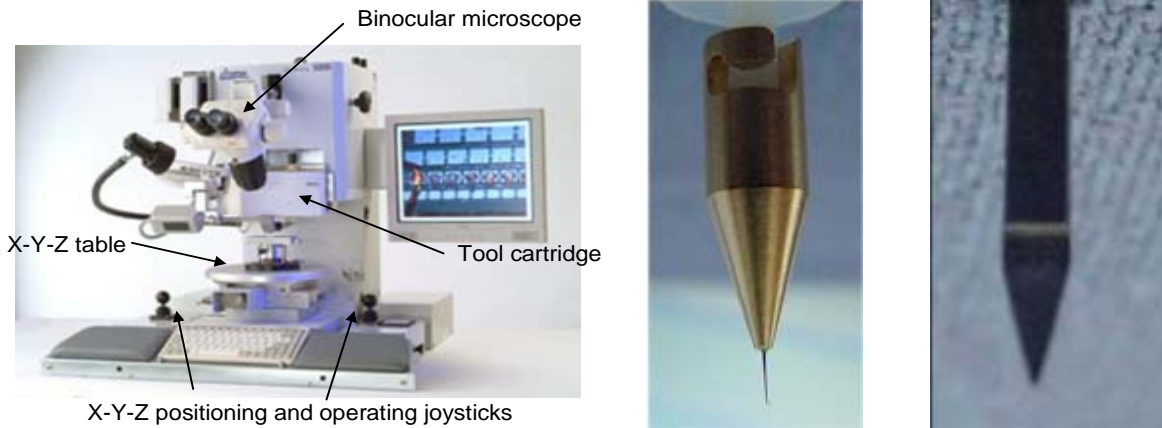 Binocular microscope
X-Y-Z table
Tool cartridge
X-Y-Z positioning and operating joysticks